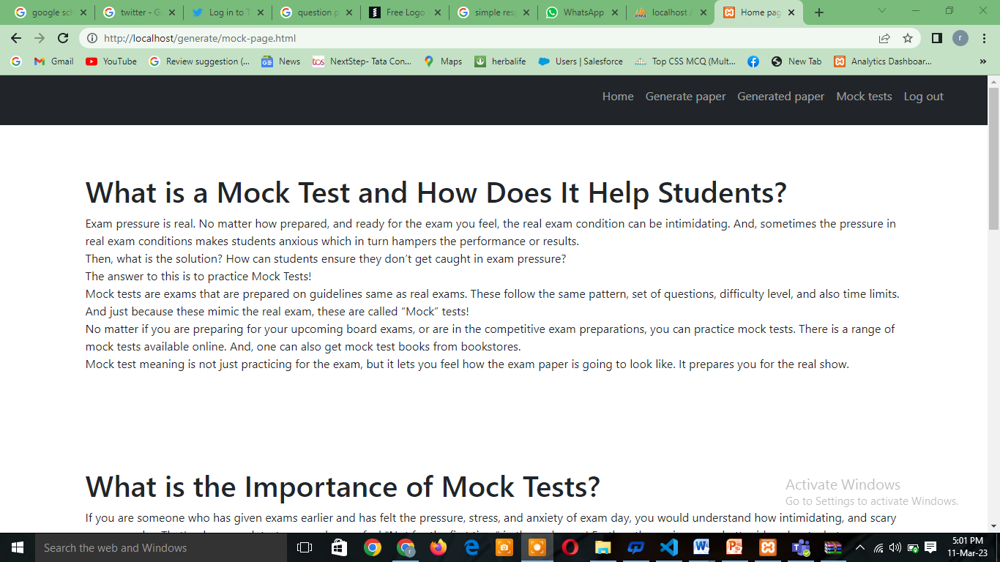 google sch
twitter - G
Log in to T
question p
Free Logo
simple resp
WhatsApp
localhost /
Home pag
http://localhost/generate/mock-page.html
r
Gmail
YouTube
Review suggestion (...
News
NextStep- Tata Con...
Maps
herbalife
Users | Salesforce
Top CSS MCQ (Mult...
New Tab
Analytics Dashboar...
»
Home Generate paper Generated paper Mock tests Log out
What is a Mock Test and How Does It Help Students?
Exam pressure is real. No matter how prepared, and ready for the exam you feel, the real exam condition can be intimidating. And, sometimes the pressure in
real exam conditions makes students anxious which in turn hampers the performance or results.
Then, what is the solution? How can students ensure they don’t get caught in exam pressure?
The answer to this is to practice Mock Tests!
Mock tests are exams that are prepared on guidelines same as real exams. These follow the same pattern, set of questions, difficulty level, and also time limits.
And just because these mimic the real exam, these are called “Mock” tests!
No matter if you are preparing for your upcoming board exams, or are in the competitive exam preparations, you can practice mock tests. There is a range of
mock tests available online. And, one can also get mock test books from bookstores.
Mock test meaning is not just practicing for the exam, but it lets you feel how the exam paper is going to look like. It prepares you for the real show.
What is the Importance of Mock Tests?
If you are someone who has given exams earlier and has felt the pressure, stress, and anxiety of exam day, you would understand how intimidating, and scary
Activate Windows
Go to Settings to activate Windows.
Search the web and Windows
5:01 PM
11-Mar-23